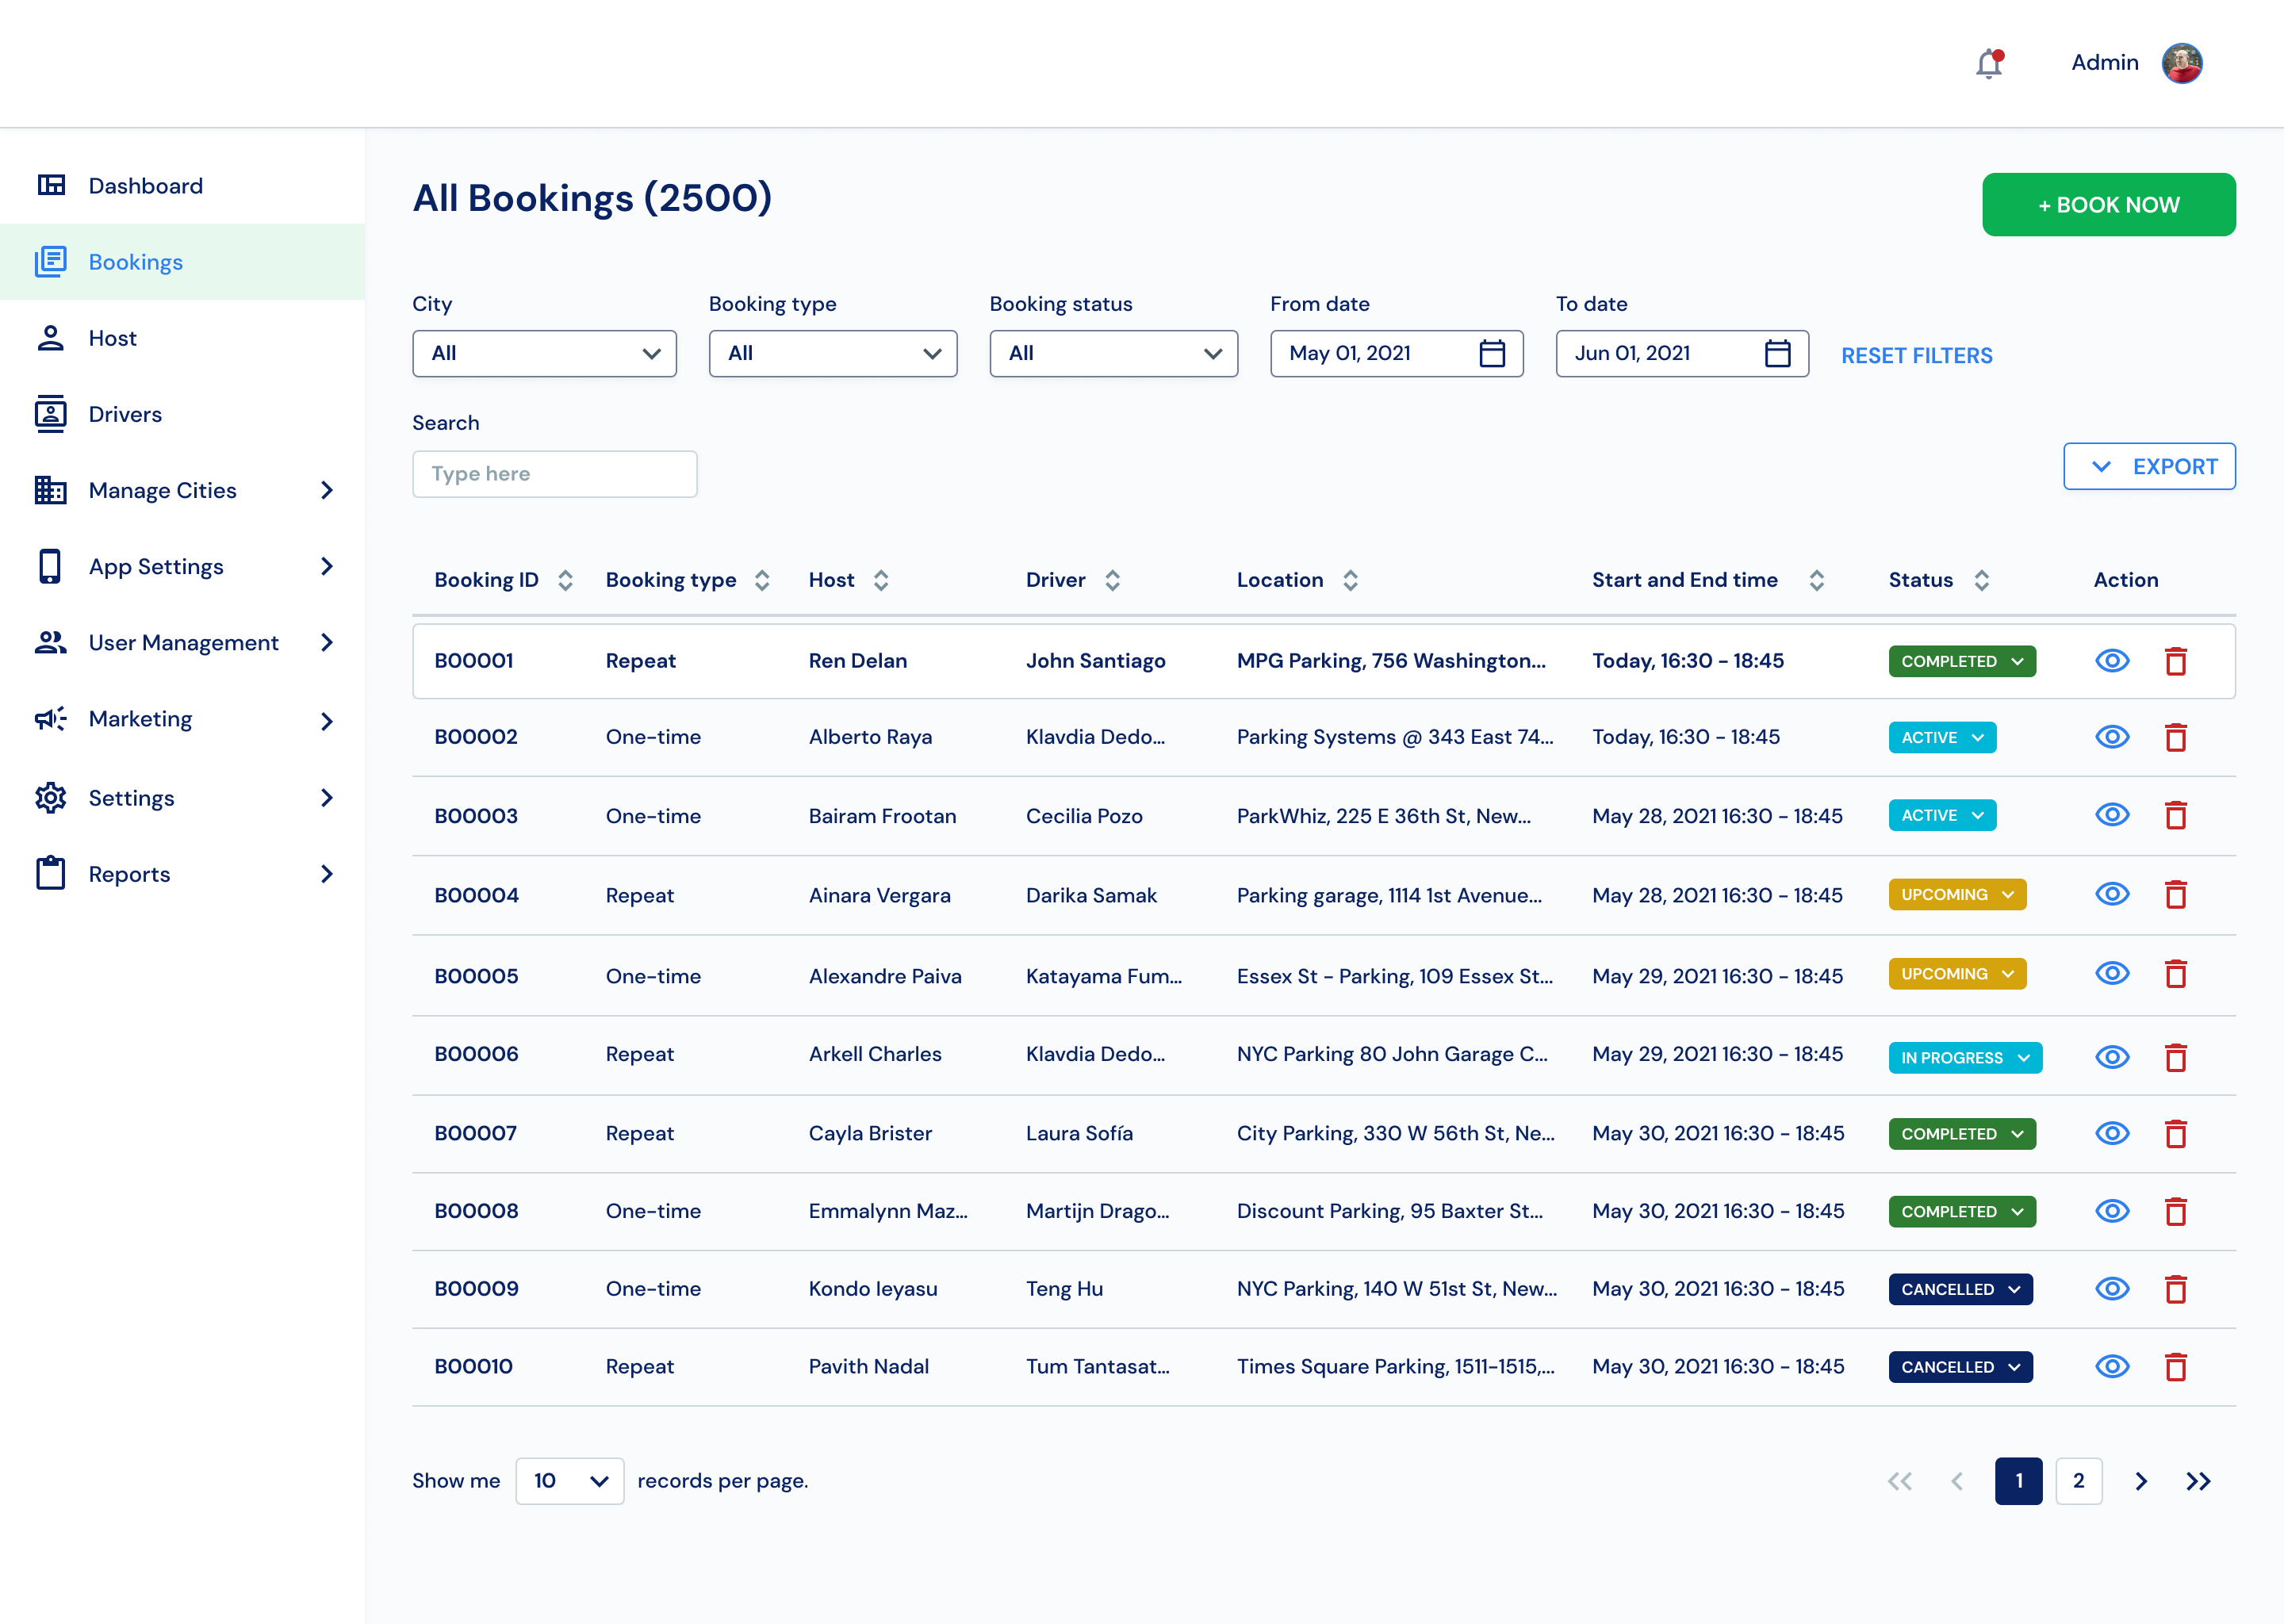 Admin
Dashboard
Bookings
Host
Drivers
Manage Cities
App Settings
User Management
Marketing
Settings
Reports
All Bookings (2500)
+ BOOK NOW
City Booking type Booking status From date To date
All All All May 01, 2021 Jun 01, 2021 RESET FILTERS
Search
Type here
EXPORT
Booking ID Booking type Host Driver Location Start and End time Status Action
B00001 Repeat Ren Delan John Santiago MPG Parking, 756 Washington... Today, 16:30 - 18:45 COMPLETED
B00002 One-time Alberto Raya Klavdia Dedo... Parking Systems @ 343 East 74... Today, 16:30 - 18:45 ACTIVE
B00003 One-time Bairam Frootan Cecilia Pozo ParkWhiz, 225 E 36th St, New... May 28, 2021 16:30 - 18:45 ACTIVE
B00004 Repeat Ainara Vergara Darika Samak Parking garage, 1114 1st Avenue... May 28, 2021 16:30 - 18:45 UPCOMING
B00005 One-time Alexandre Paiva Katayama Fum... Essex St - Parking, 109 Essex St... May 29, 2021 16:30 - 18:45 UPCOMING
B00006 Repeat Arkell Charles Klavdia Dedo... NYC Parking 80 John Garage C... May 29, 2021 16:30 - 18:45 IN PROGRESS
B00007 Repeat Cayla Brister Laura Sofía City Parking, 330 W 56th St, Ne... May 30, 2021 16:30 - 18:45 COMPLETED
B00008 One-time Emmalynn Maz... Martijn Drago... Discount Parking, 95 Baxter St... May 30, 2021 16:30 - 18:45 COMPLETED
B00009 One-time Kondo Ieyasu Teng Hu NYC Parking, 140 W 51st St, New... May 30, 2021 16:30 - 18:45 CANCELLED
B00010 Repeat Pavith Nadal Tum Tantasat... Times Square Parking, 1511-1515,... May 30, 2021 16:30 - 18:45 CANCELLED
Show me 10 records per page.
1 2